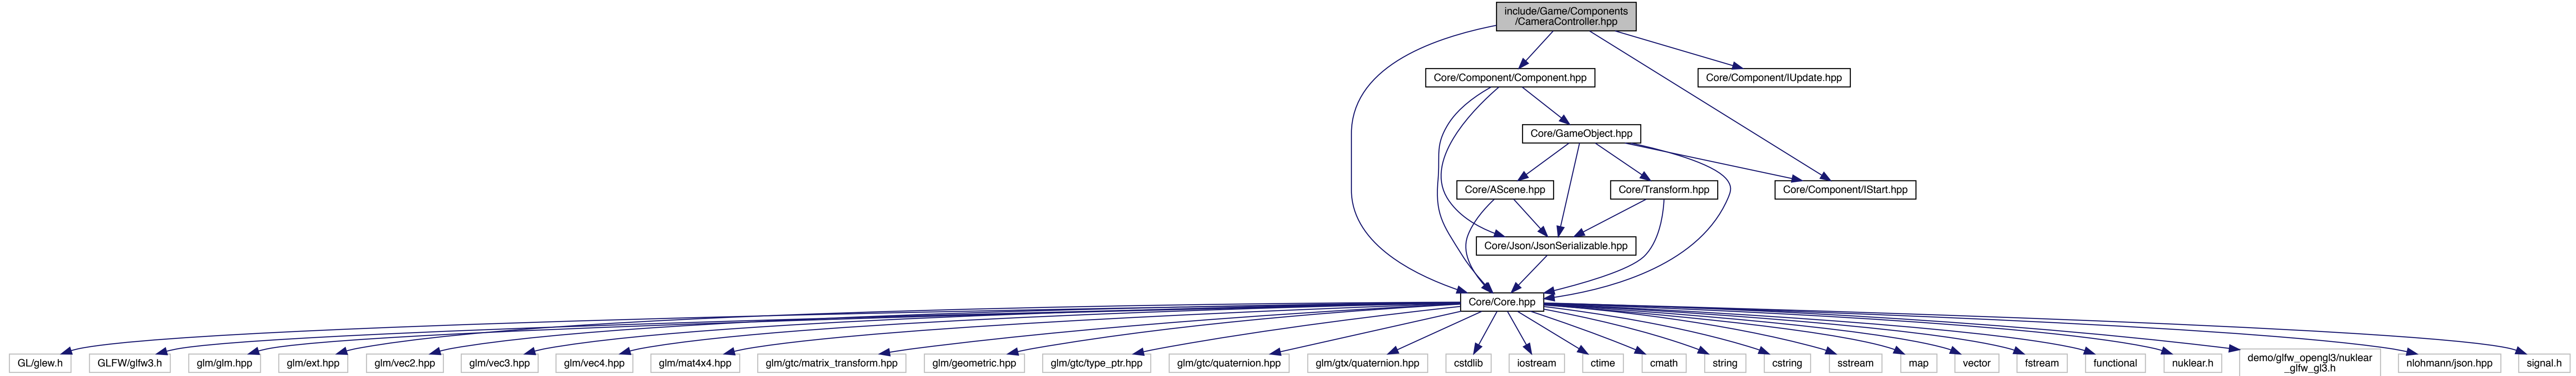 include/Game/Components
/CameraController.hpp
Core/Component/Component.hpp
Core/Component/IUpdate.hpp
Core/GameObject.hpp
Core/AScene.hpp
Core/Transform.hpp
Core/Component/IStart.hpp
Core/Json/JsonSerializable.hpp
Core/Core.hpp
GL/glew.h
GLFW/glfw3.h
glm/glm.hpp
glm/ext.hpp
glm/vec2.hpp
glm/vec3.hpp
glm/vec4.hpp
glm/mat4x4.hpp
glm/gtc/matrix_transform.hpp
glm/geometric.hpp
glm/gtc/type_ptr.hpp
glm/gtc/quaternion.hpp
glm/gtx/quaternion.hpp
cstdlib
iostream
ctime
cmath
string
cstring
sstream
map
vector
fstream
functional
nuklear.h
demo/glfw_opengl3/nuklear
_glfw_gl3.h
nlohmann/json.hpp
signal.h